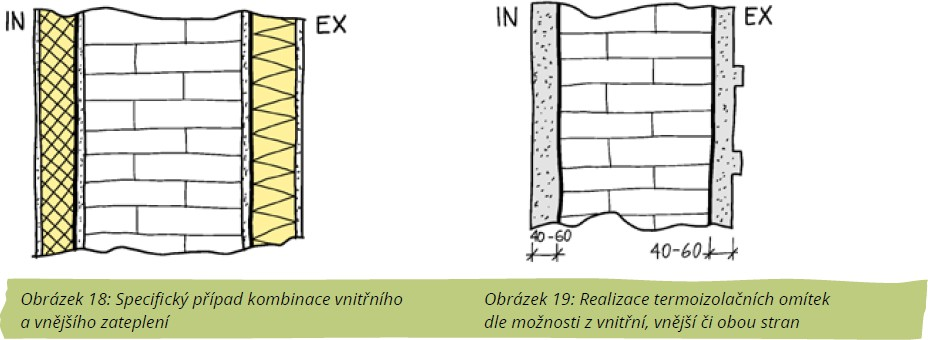 IN
EX
IN
EX
40-60
40-60
Obrázek 18: Specifický případ kombinace vnitřního
a vnějšího zateplení
Obrázek 19: Realizace termoizolačních omítek
dle možnosti z vnitřní, vnější či obou stran